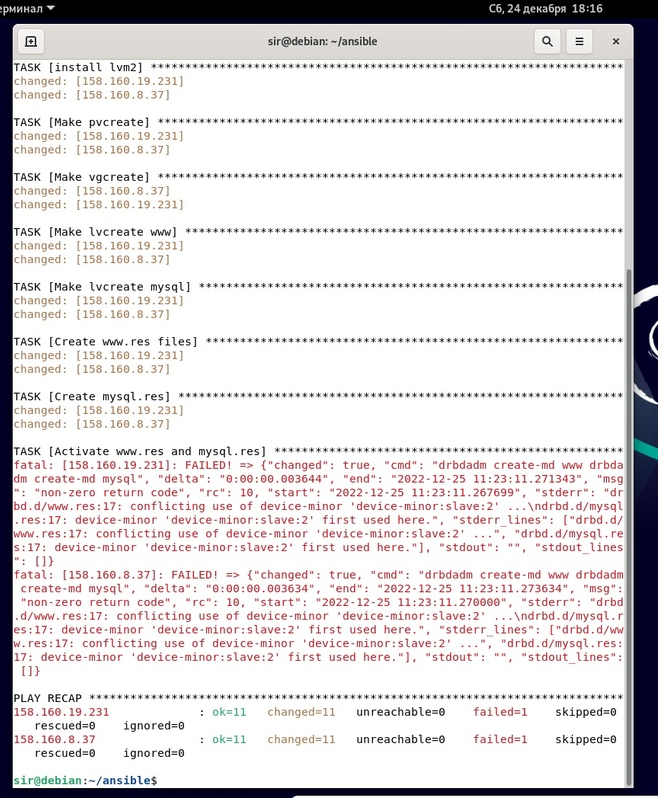 ерминал Сб, 24 декабря 18:16
sir@debian: ~/ansible
TASK [install lvm2] *********************************************************************
changed: [158.160.19.231]
changed: [158.160.8.37]
TASK [Make pvcreate] ********************************************************************
changed: [158.160.19.231]
changed: [158.160.8.37]
TASK [Make vgcreate] ********************************************************************
changed: [158.160.8.37]
changed: [158.160.19.231]
TASK [Make lvcreate www] ****************************************************************
changed: [158.160.19.231]
changed: [158.160.8.37]
TASK [Make lvcreate mysql] **************************************************************
changed: [158.160.19.231]
changed: [158.160.8.37]
TASK [Create www.res files] *************************************************************
changed: [158.160.19.231]
changed: [158.160.8.37]
TASK [Create mysql.res] *****************************************************************
changed: [158.160.19.231]
changed: [158.160.8.37]
TASK [Activate www.res and mysql.res] ***************************************************
fatal: [158.160.19.231]: FAILED! => {"changed": true, "cmd": "drbdadm create-md www drbda
dm create-md mysql", "delta": "0:00:00.003644", "end": "2022-12-25 11:23:11.271343", "msg
": "non-zero return code", "rc": 10, "start": "2022-12-25 11:23:11.267699", "stderr": "dr
bd.d/www.res:17: conflicting use of device-minor 'device-minor:slave:2' ...\ndrbd.d/mysql
.res:17: device-minor 'device-minor:slave:2' first used here.", "stderr_lines": ["drbd.d/
www.res:17: conflicting use of device-minor 'device-minor:slave:2' ...", "drbd.d/mysql.re
s:17: device-minor 'device-minor:slave:2' first used here."], "stdout": "", "stdout_lines
": []}
fatal: [158.160.8.37]: FAILED! => {"changed": true, "cmd": "drbdadm create-md www drbdadm
 create-md mysql", "delta": "0:00:00.003634", "end": "2022-12-25 11:23:11.273634", "msg":
 "non-zero return code", "rc": 10, "start": "2022-12-25 11:23:11.270000", "stderr": "drbd
.d/www.res:17: conflicting use of device-minor 'device-minor:slave:2' ...\ndrbd.d/mysql.r
es:17: device-minor 'device-minor:slave:2' first used here.", "stderr_lines": ["drbd.d/ww
w.res:17: conflicting use of device-minor 'device-minor:slave:2' ...", "drbd.d/mysql.res:
17: device-minor 'device-minor:slave:2' first used here."], "stdout": "", "stdout_lines":
 []}
PLAY RECAP ******************************************************************************
158.160.19.231 : ok=11 changed=11 unreachable=0 failed=1 skipped=0
rescued=0 ignored=0
158.160.8.37 : ok=11 changed=11 unreachable=0 failed=1 skipped=0
rescued=0 ignored=0
sir@debian:~/ansible$